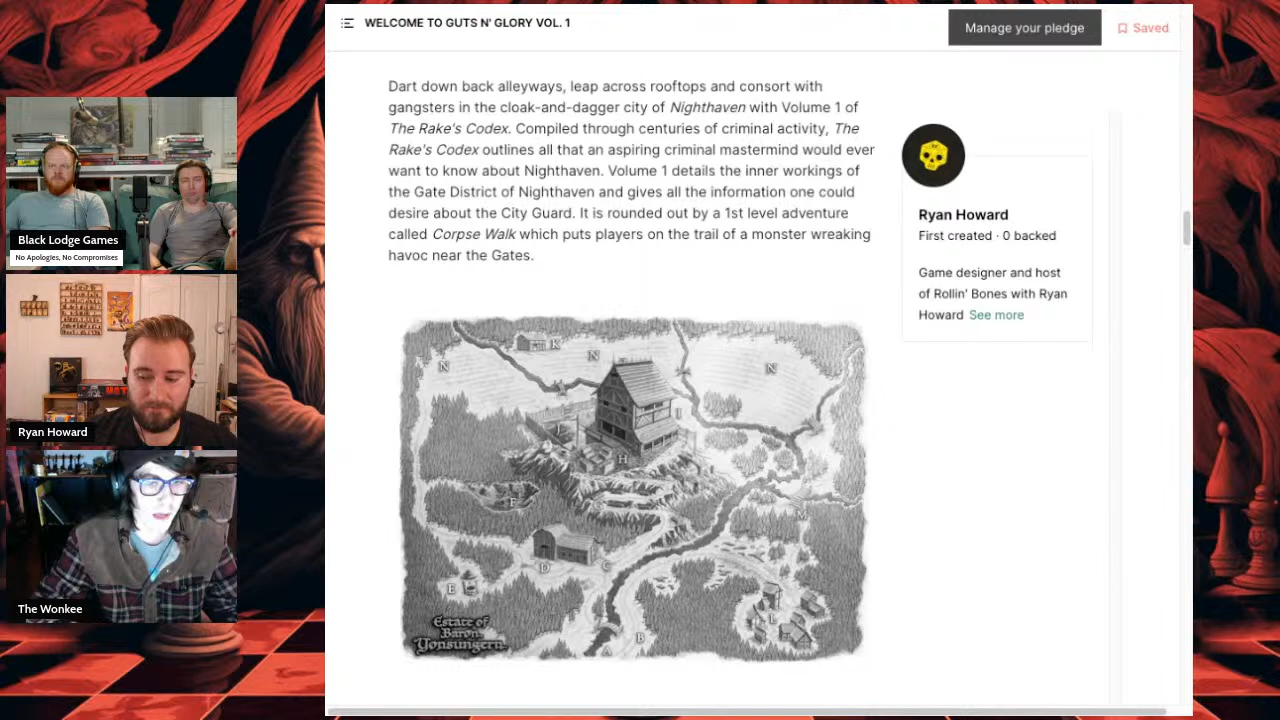 WELCOME TO GUTS N' GLORY VOL. 1
Manage your pledge
Saved
Dart down back alleyways, leap across rooftops and consort with
gangsters in the cloak-and-dagger city of Nighthaven with Volume 1 of
The Rake's Codex. Compiled through centuries of criminal activity, The
Rake's Codex outlines all that an aspiring criminal mastermind would ever
want to know about Nighthaven. Volume 1 details the inner workings of
the Gate District of Nighthaven and gives all the information one could
desire about the City Guard. It is rounded out by a 1st level adventure
called Corpse Walk which puts players on the trail of a monster wreaking
havoc near the Gates.
Ryan Howard
First created · 0 backed
Game designer and host
of Rollin' Bones with Ryan
Howard See more
Black Lodge Games
No Apologies, No Compromises
Ryan Howard
The Wonkee
K
N
N
N
H
F
M
D
C
E
L
B
A
Estate of
Baron